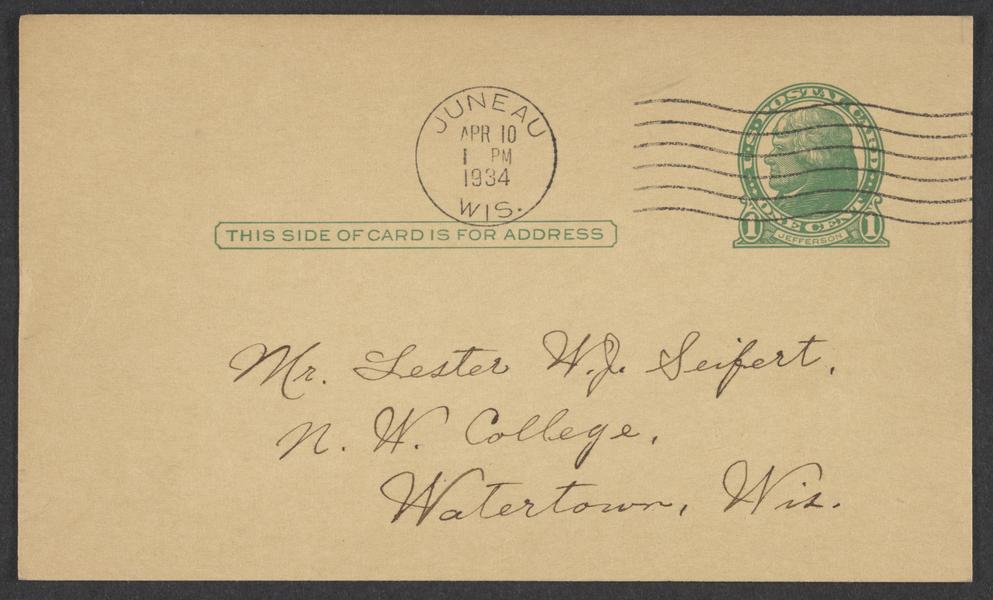 JUNEAU
APR 10
1 PM
1934
WIS.
U·S·POSTAL CARD
ONE CENT
1 JEFFERSON 1
THIS SIDE OF CARD IS FOR ADDRESS
Mr. Lester W.J. Seifert,
N. W. College,
Watertown, Wis.